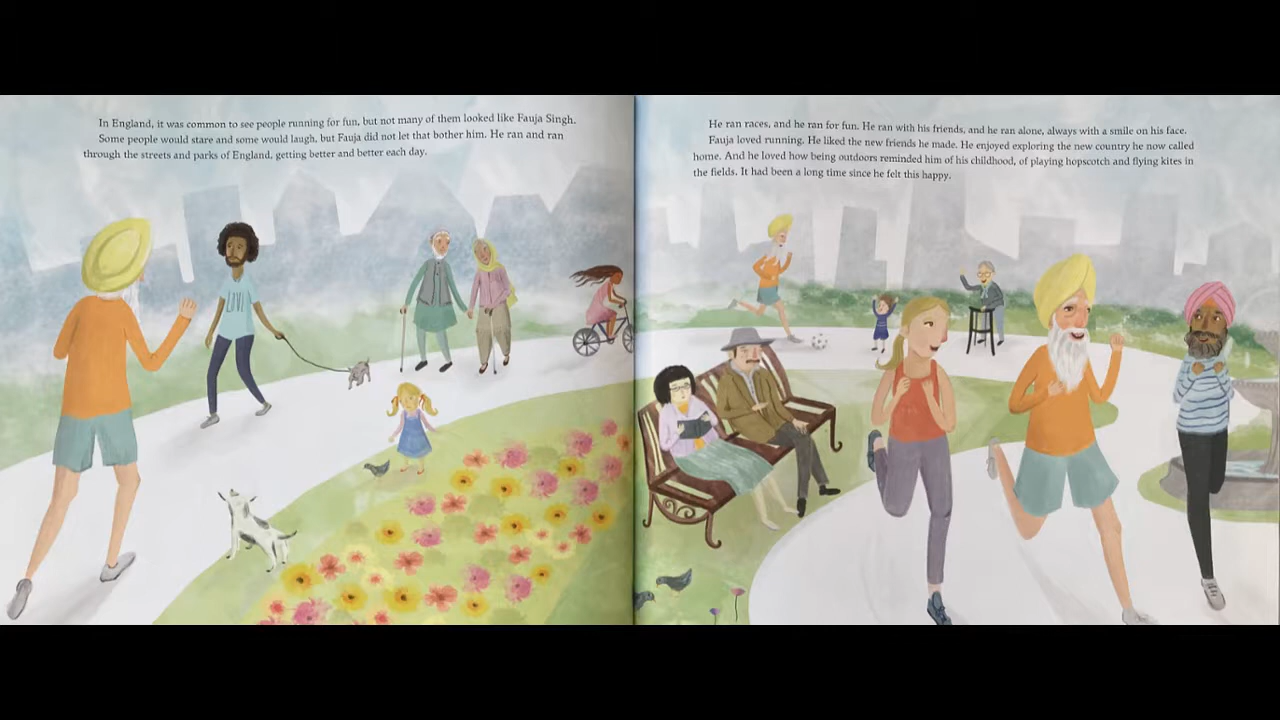 In England, it was common to see people running for fun, but not many of them looked like Fauja Singh.
Some people would stare and some would laugh, but Fauja did not let that bother him. He ran and ran
through the streets and parks of England, getting better and better each day.
LOVE
He ran races, and he ran for fun. He ran with his friends, and he ran alone, always with a smile on his face.
Fauja loved running. He liked the new friends he made. He enjoyed exploring the new country he now called
home. And he loved how being outdoors reminded him of his childhood, of playing hopscotch and flying kites in
the fields. It had been a long time since he felt this happy.